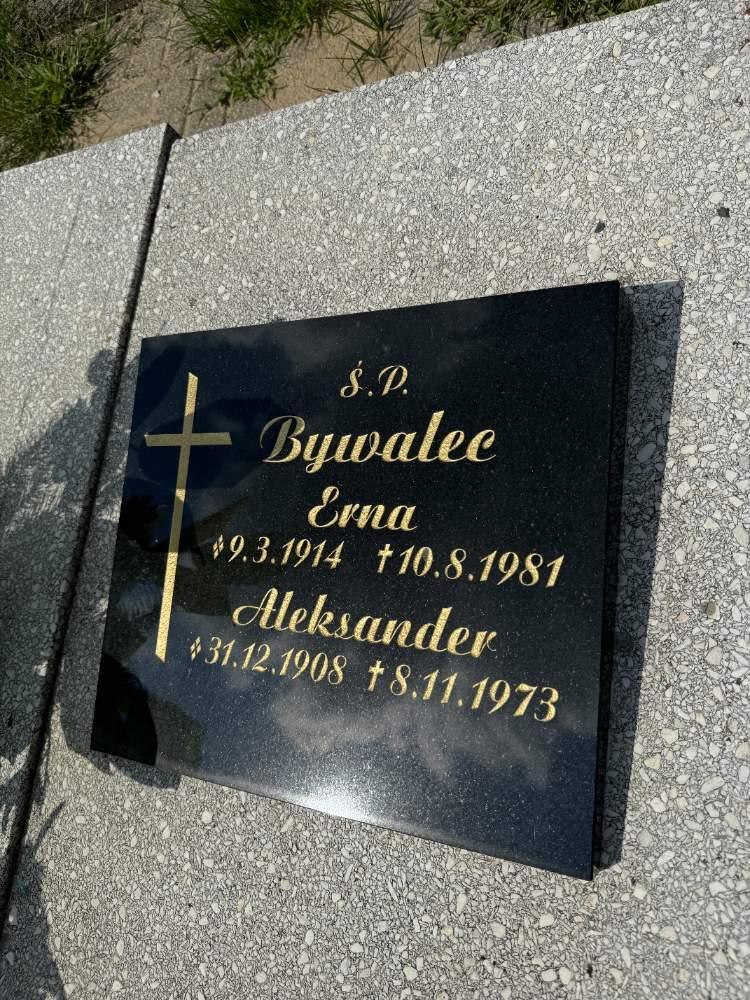 Ś.P.
Bywalec
Erna
9.3.1914 †10.8.1981
Aleksander
31.12.1908 †8.11.1973